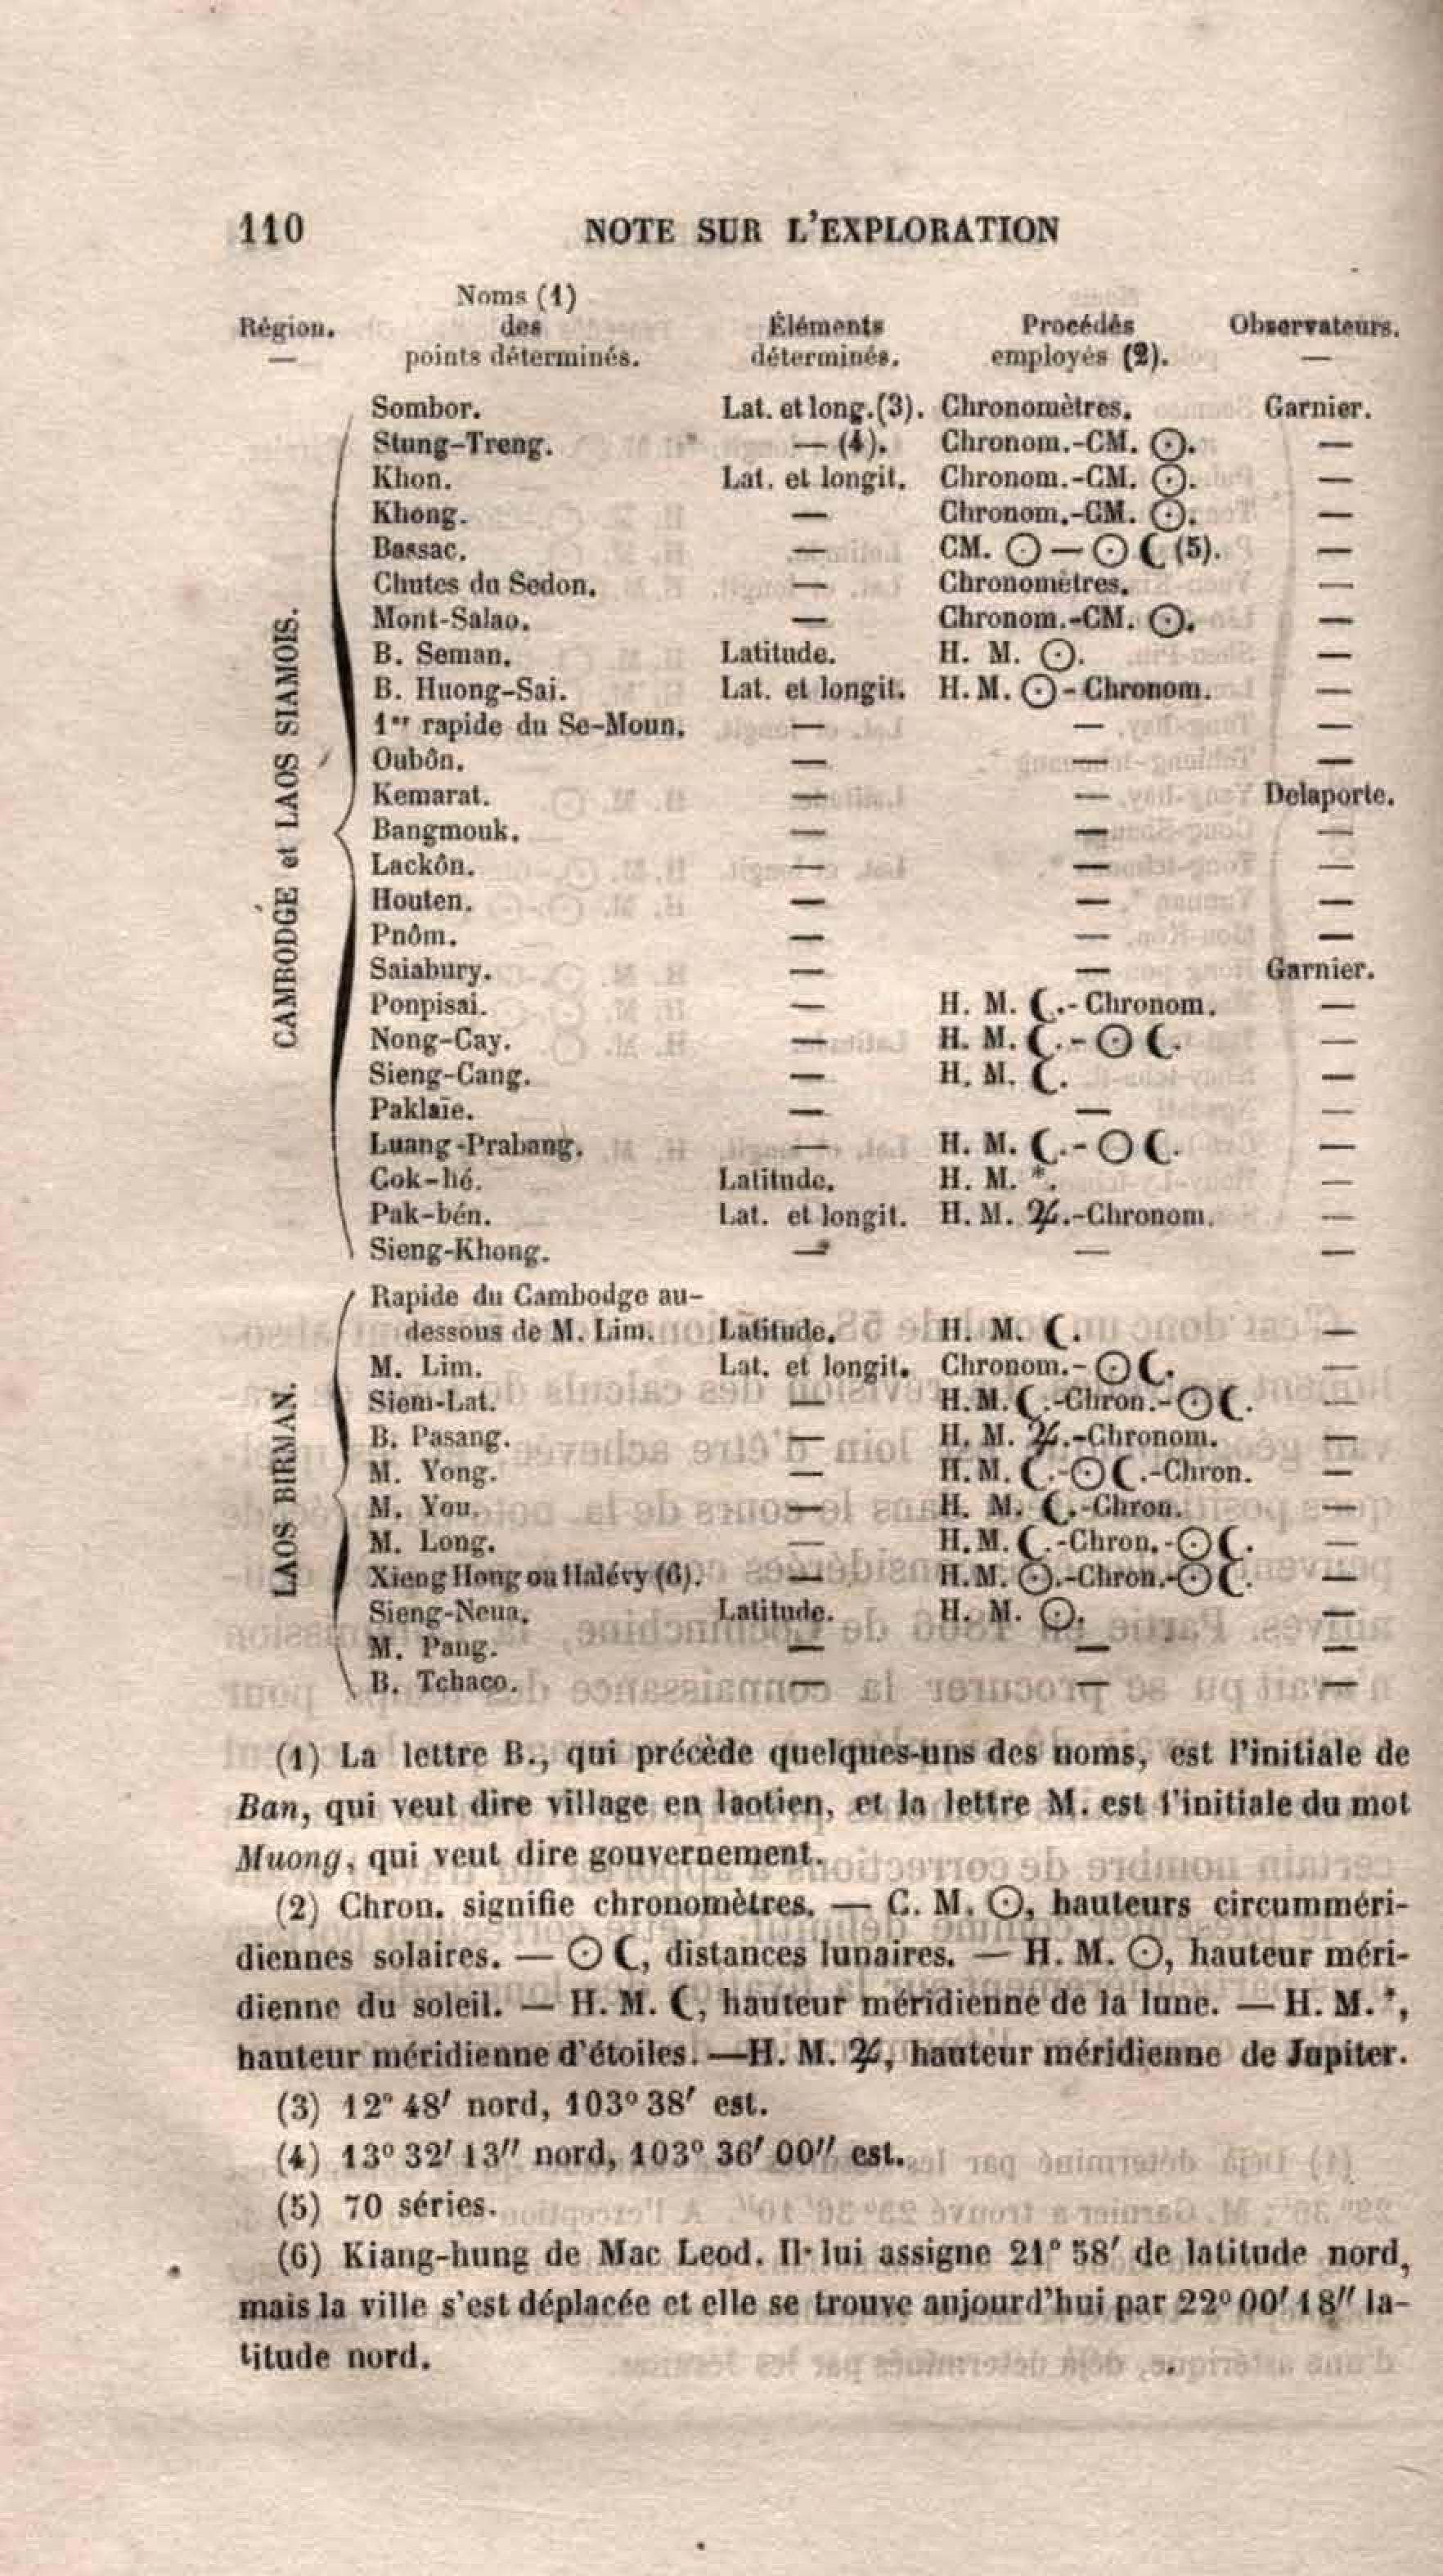 110 NOTE SUR L'EXPLORATION
Noms (1)
Région. des Éléments Procédés Observateurs.
— points déterminés. déterminés. employés (2). —
CAMBODGE et LAOS SIAMOIS.
Sombor. Lat. et long.(3). Chronomètres. Garnier.
Stung-Treng. — (4). Chronom.-CM. ☉. —
Khon. Lat. et longit. Chronom.-CM. ☉. —
Khong. — Chronom.-CM. ☉. —
Bassac. — CM. ☉ — ☉ ☾ (5). —
Chutes du Sedon. — Chronomètres. —
Mont-Salao. — Chronom.-CM. ☉. —
B. Seman. Latitude. H. M. ☉. —
B. Huong-Sai. Lat. et longit. H. M. ☉ - Chronom. —
1er rapide du Se-Moun. — — —
Oubôn. — — —
Kemarat. — — Delaporte.
Bangmouk. — — —
Lackôn. — — —
Houten. — — —
Pnôm. — — —
Saiabury. — — Garnier.
Ponpisai. — H. M. ☾.- Chronom. —
Nong-Cay. — H. M. ☾.- ☉ ☾. —
Sieng-Cang. — H. M. ☾. —
Paklaïe. — — —
Luang-Prabang. — H. M. ☾.- ☉ ☾. —
Cok-hé. Latitude. H. M. *. —
Pak-bén. Lat. et longit. H. M. ♃.-Chronom. —
Sieng-Khong. — — —
LAOS BIRMAN.
Rapide du Cambodge au-
dessous de M. Lim. Latitude. H. M. ☾. —
M. Lim. Lat. et longit. Chronom.- ☉ ☾. —
Siem-Lat. — H. M. ☾.-Chron.- ☉ ☾. —
B. Pasang. — H. M. ♃.-Chronom. —
M. Yong. — H. M. ☾.-☉ ☾.-Chron. —
M. You. — H. M. ☾.-Chron. —
M. Long. — H. M. ☾.-Chron.-☉ ☾. —
Xieng Hong ou Halévy (6). — H. M. ☉.-Chron.-☉ ☾. —
Sieng-Neua. Latitude. H. M. ☉. —
M. Pang. — — —
B. Tchaco. — — —
(1) La lettre B., qui précède quelques-uns des noms, est l'initiale de
Ban, qui veut dire village en laotien, et la lettre M. est l'initiale du mot
Muong, qui veut dire gouvernement.
(2) Chron. signifie chronomètres. — C. M. ☉, hauteurs circumméri-
diennes solaires. — ☉ ☾, distances lunaires. — H. M. ☉, hauteur méri-
dienne du soleil. — H. M. ☾, hauteur méridienne de la lune. — H. M. *,
hauteur méridienne d'étoiles. —H. M. ♃, hauteur méridienne de Jupiter.
(3) 12° 48′ nord, 103° 38′ est.
(4) 13° 32′ 13″ nord, 103° 36′ 00″ est.
(5) 70 séries.
(6) Kiang-hung de Mac Leod. Il lui assigne 21° 58′ de latitude nord,
mais la ville s'est déplacée et elle se trouve aujourd'hui par 22° 00′ 18″ la-
titude nord.